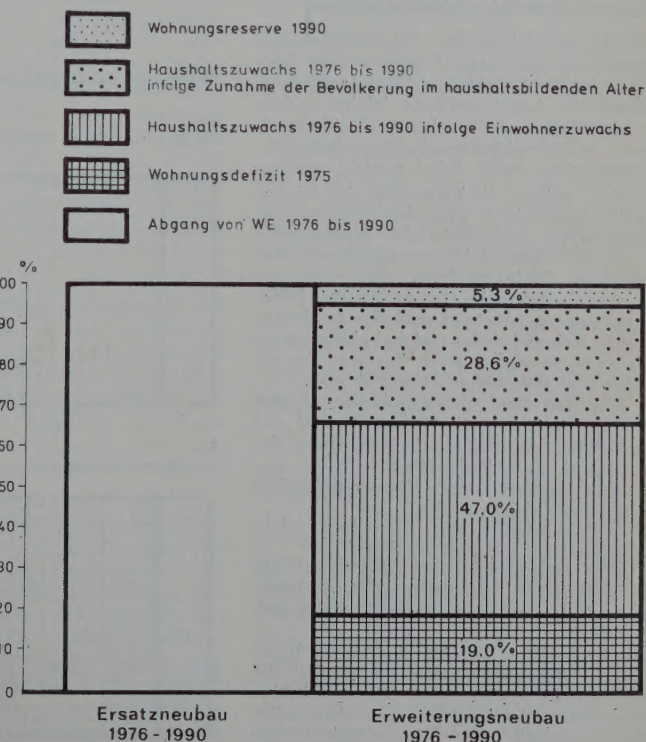 Wohnungsreserve 1990
Haushaltszuwachs 1976 bis 1990
infolge Zunahme der Bevölkerung im haushaltsbildenden Alter
Haushaltszuwachs 1976 bis 1990 infolge Einwohnerzuwachs
Wohnungsdefizit 1975
Abgang von WE 1976 bis 1990
%
00
90
80
70
60
50
40
30
20
10
0
5,3%
28,6%
47,0%
19,0%
Ersatzneubau
1976 - 1990
Erweiterungsneubau
1976 - 1990